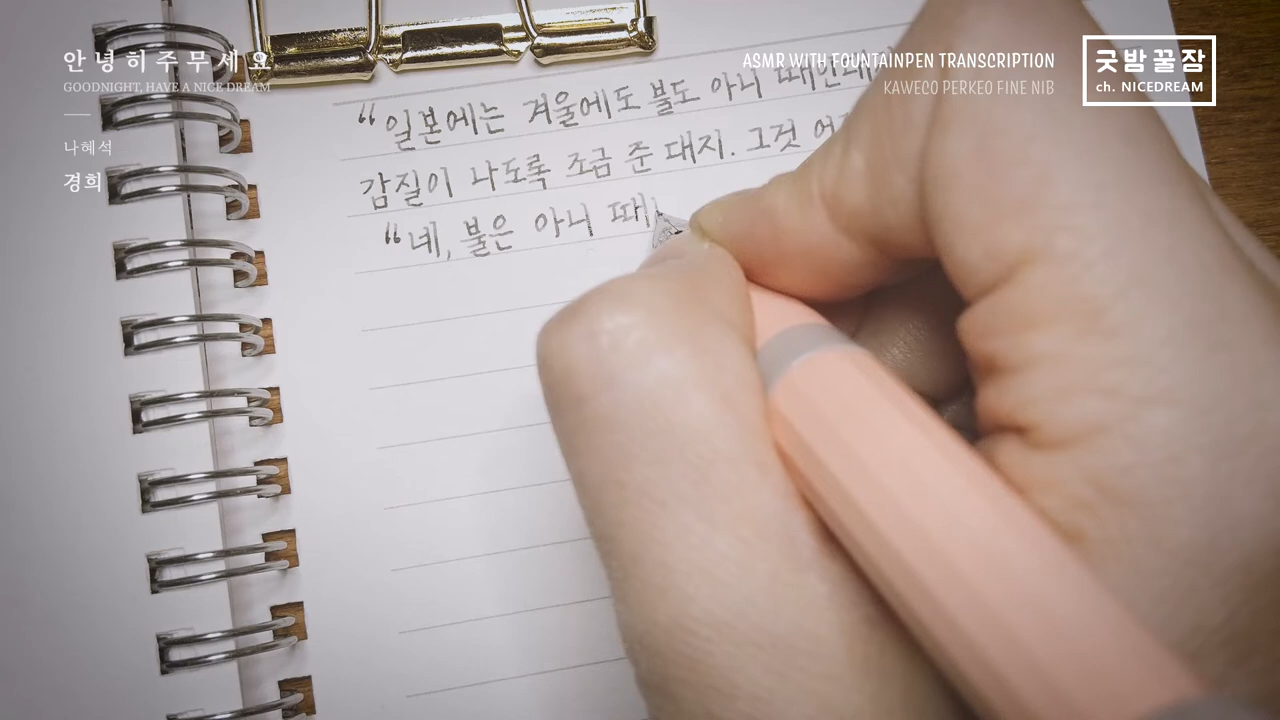 안녕히주무세요
GOODNIGHT, HAVE A NICE DREAM
나혜석
경희
ASMR WITH FOUNTAINPEN TRANSCRIPTION
KAWECO PERKEO FINE NIB
굿밤꿀잠
ch. NICEDREAM
“일본에는 겨울에도 불도 아니 때인대
감질이 나도록 조금 준 대지. 그것 어
“네, 불은 아니 때